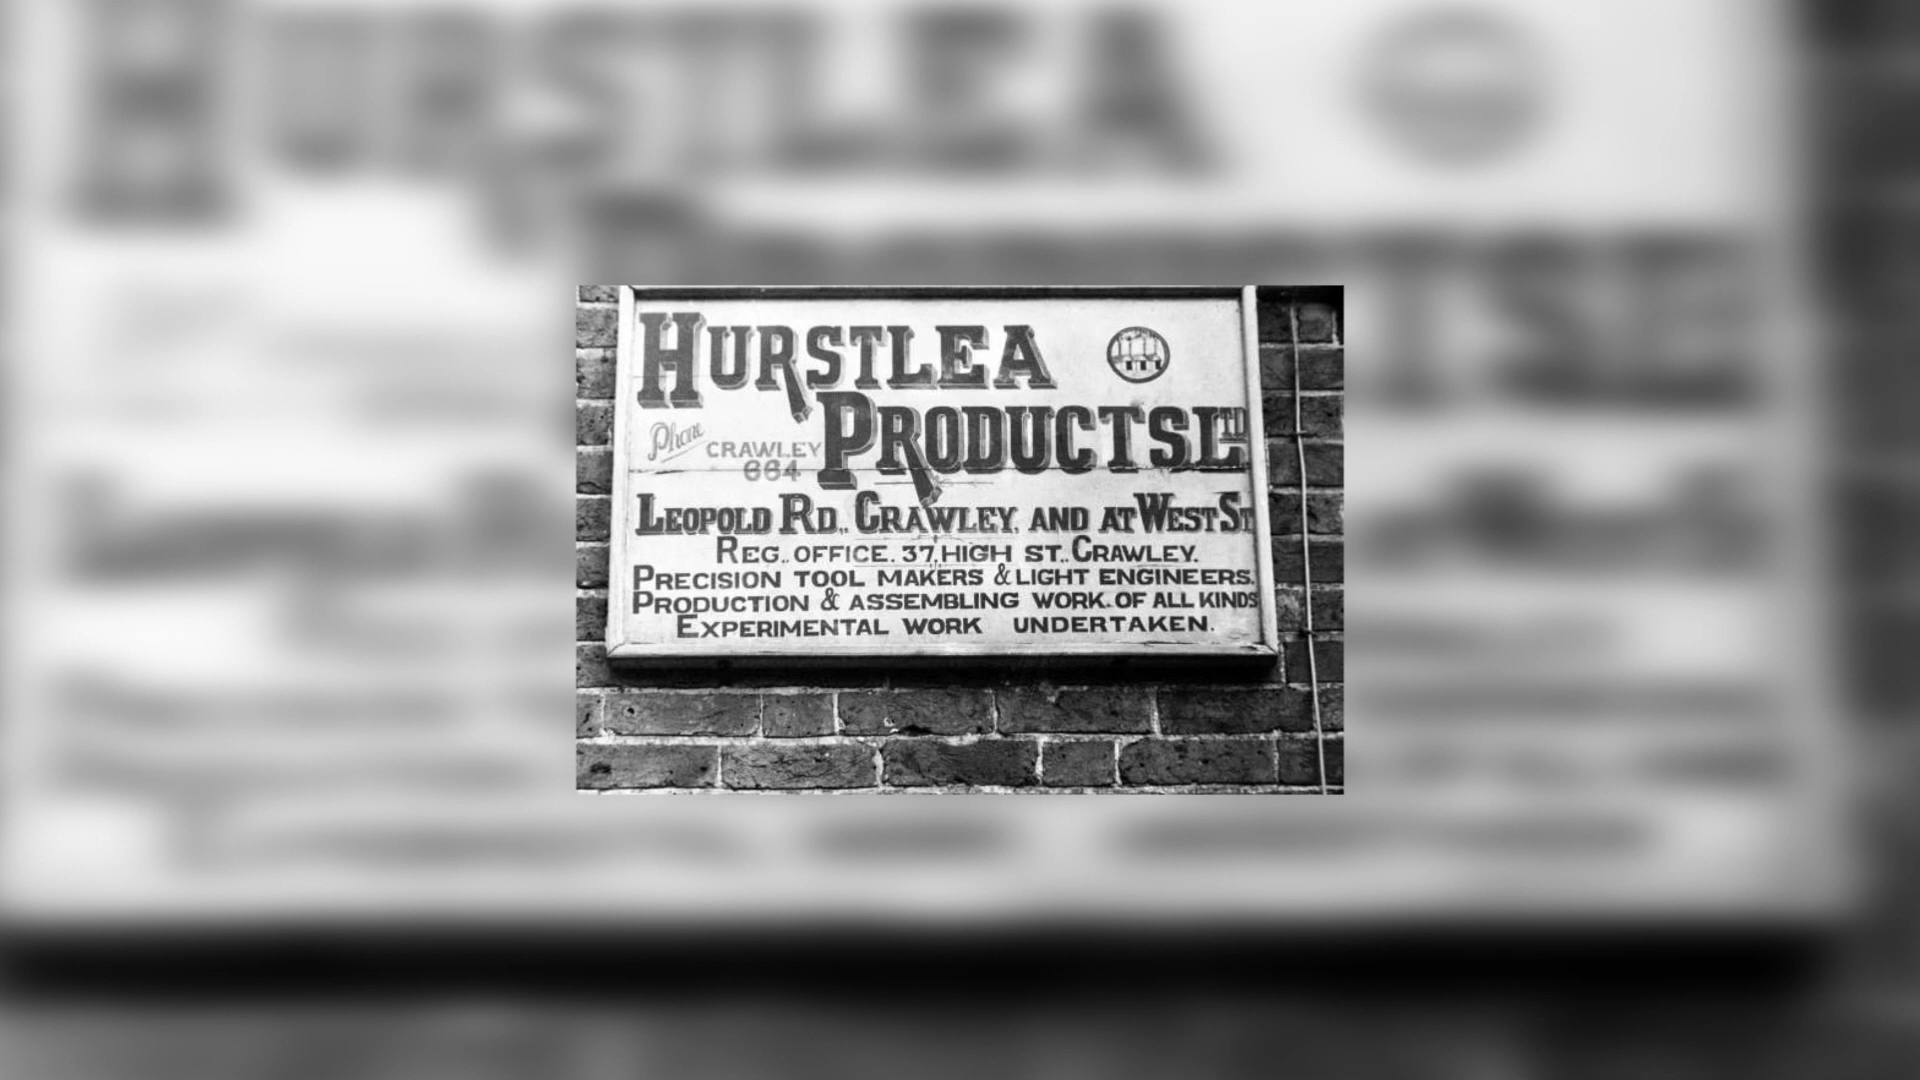 HURSTLEA
PRODUCTS LTD
Phone CRAWLEY
664
LEOPOLD RD., CRAWLEY, AND AT WEST ST
REG. OFFICE. 37, HIGH ST., CRAWLEY.
PRECISION TOOL MAKERS & LIGHT ENGINEERS.
PRODUCTION & ASSEMBLING WORK. OF ALL KINDS
EXPERIMENTAL WORK UNDERTAKEN.